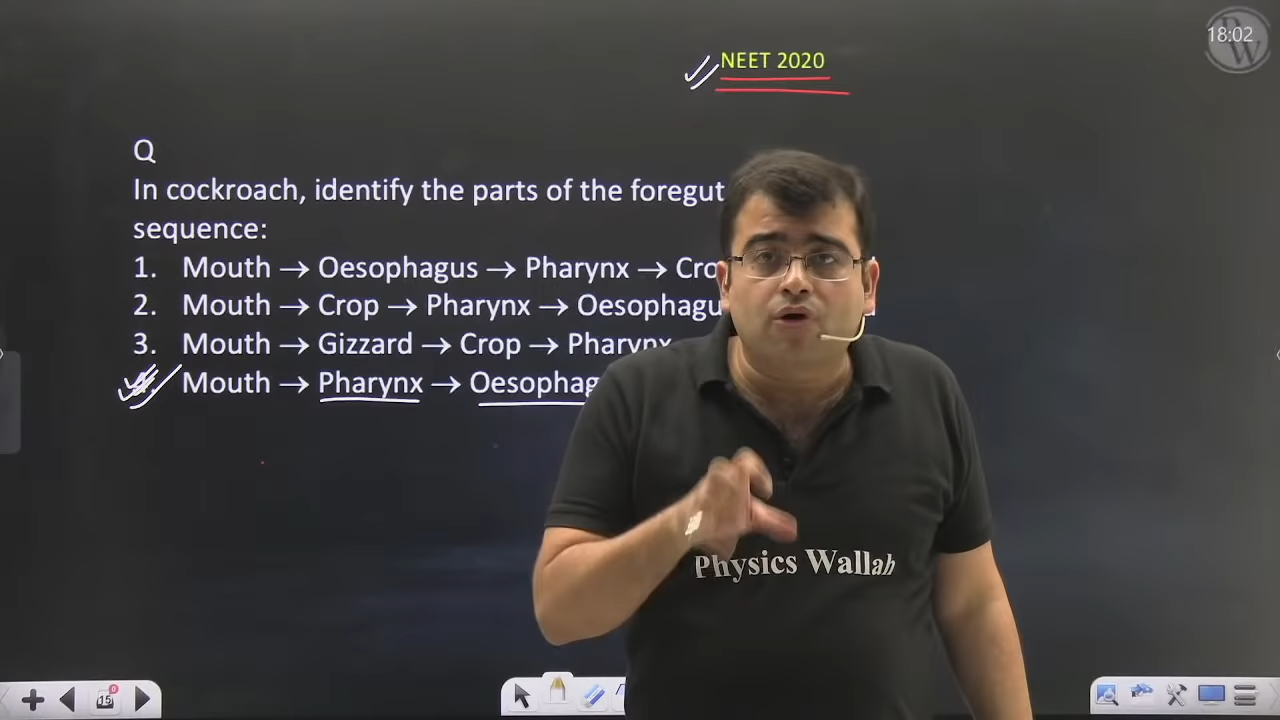 18:02
NEET 2020
Q
In cockroach, identify the parts of the foregut
sequence:
1. Mouth → Oesophagus → Pharynx → Cro
2. Mouth → Crop → Pharynx → Oesophagu
3. Mouth → Gizzard → Crop → Pharynx
Mouth → Pharynx → Oesophag
Physics Wallah
15